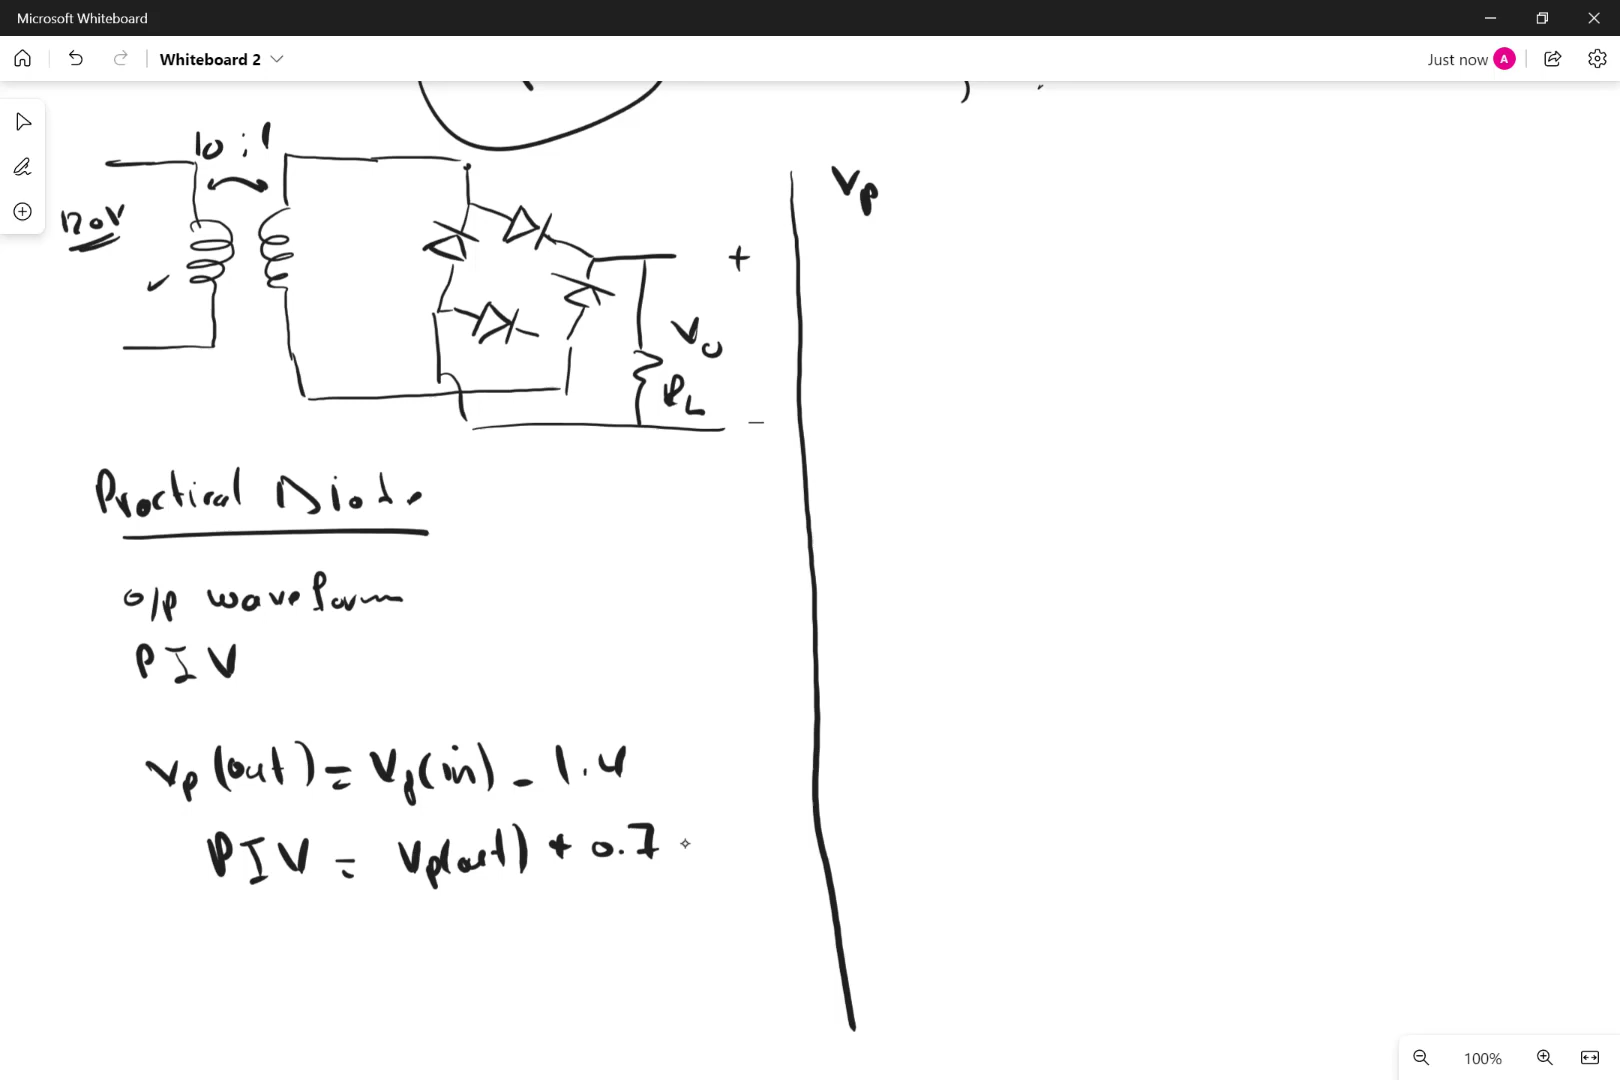 Microsoft Whiteboard
Whiteboard 2
Just now
A
10 : 1
120V
+
Vo
RL
-
Practical Diode
o/p waveform
PIV
Vp(out) = Vp(in) - 1.4
PIV = Vp(out) + 0.7
Vp
100%